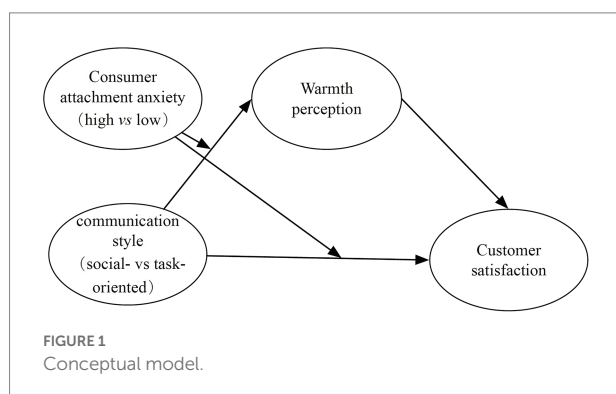 Consumer
attachment anxiety
（high vs low）
Warmth
perception
communication
style
（social- vs task-
oriented）
Customer
satisfaction
FIGURE 1
Conceptual model.